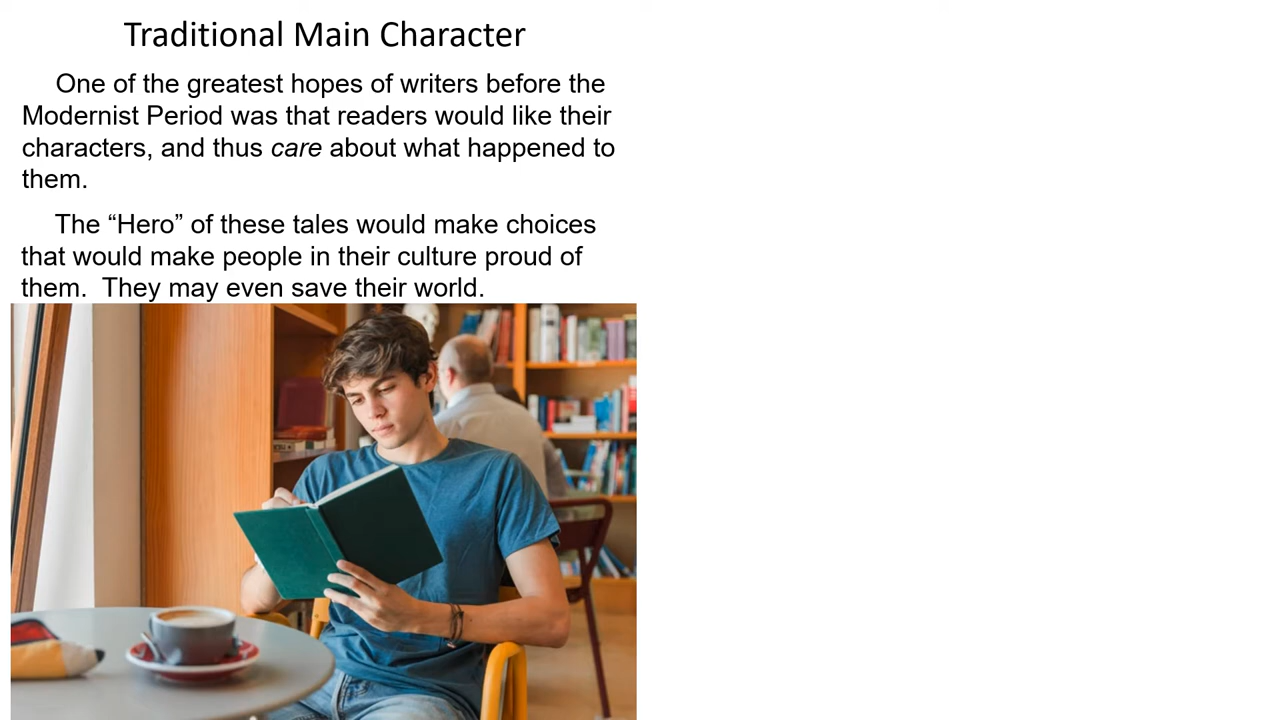 Traditional Main Character
One of the greatest hopes of writers before the
Modernist Period was that readers would like their
characters, and thus care about what happened to
them.
The “Hero” of these tales would make choices
that would make people in their culture proud of
them.  They may even save their world.